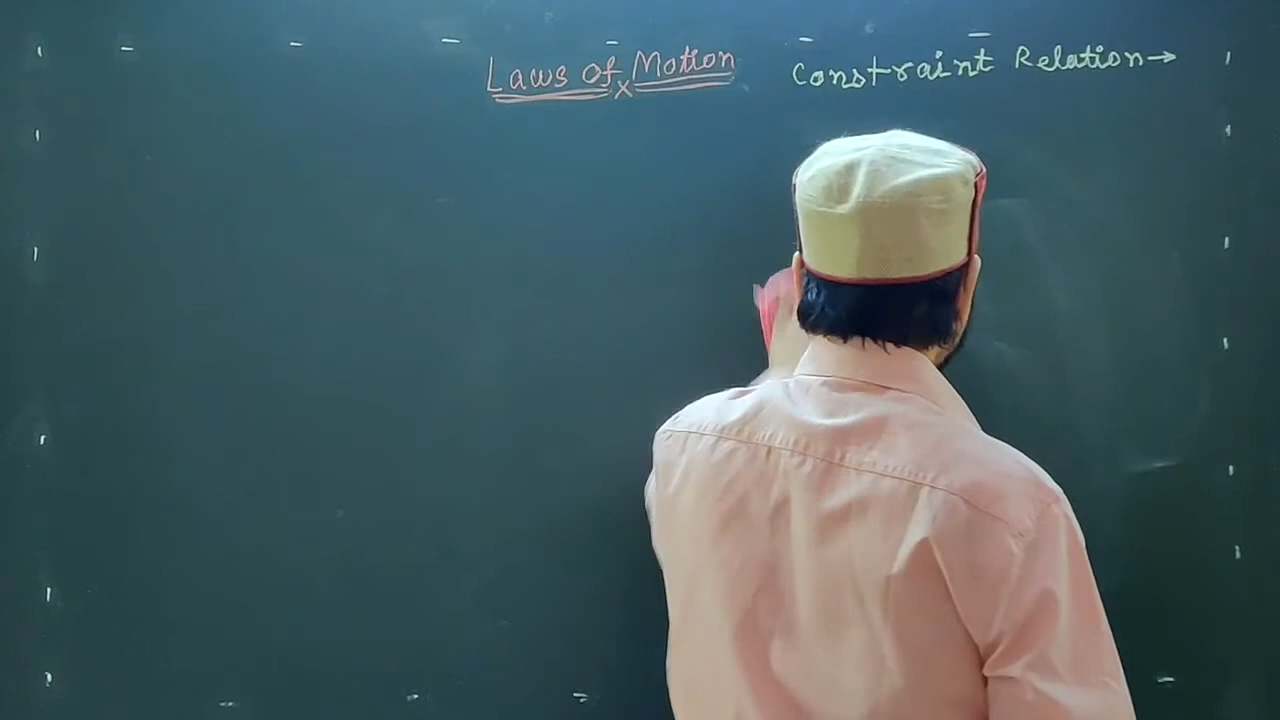 Laws Of Motion
x
Constraint Relation→